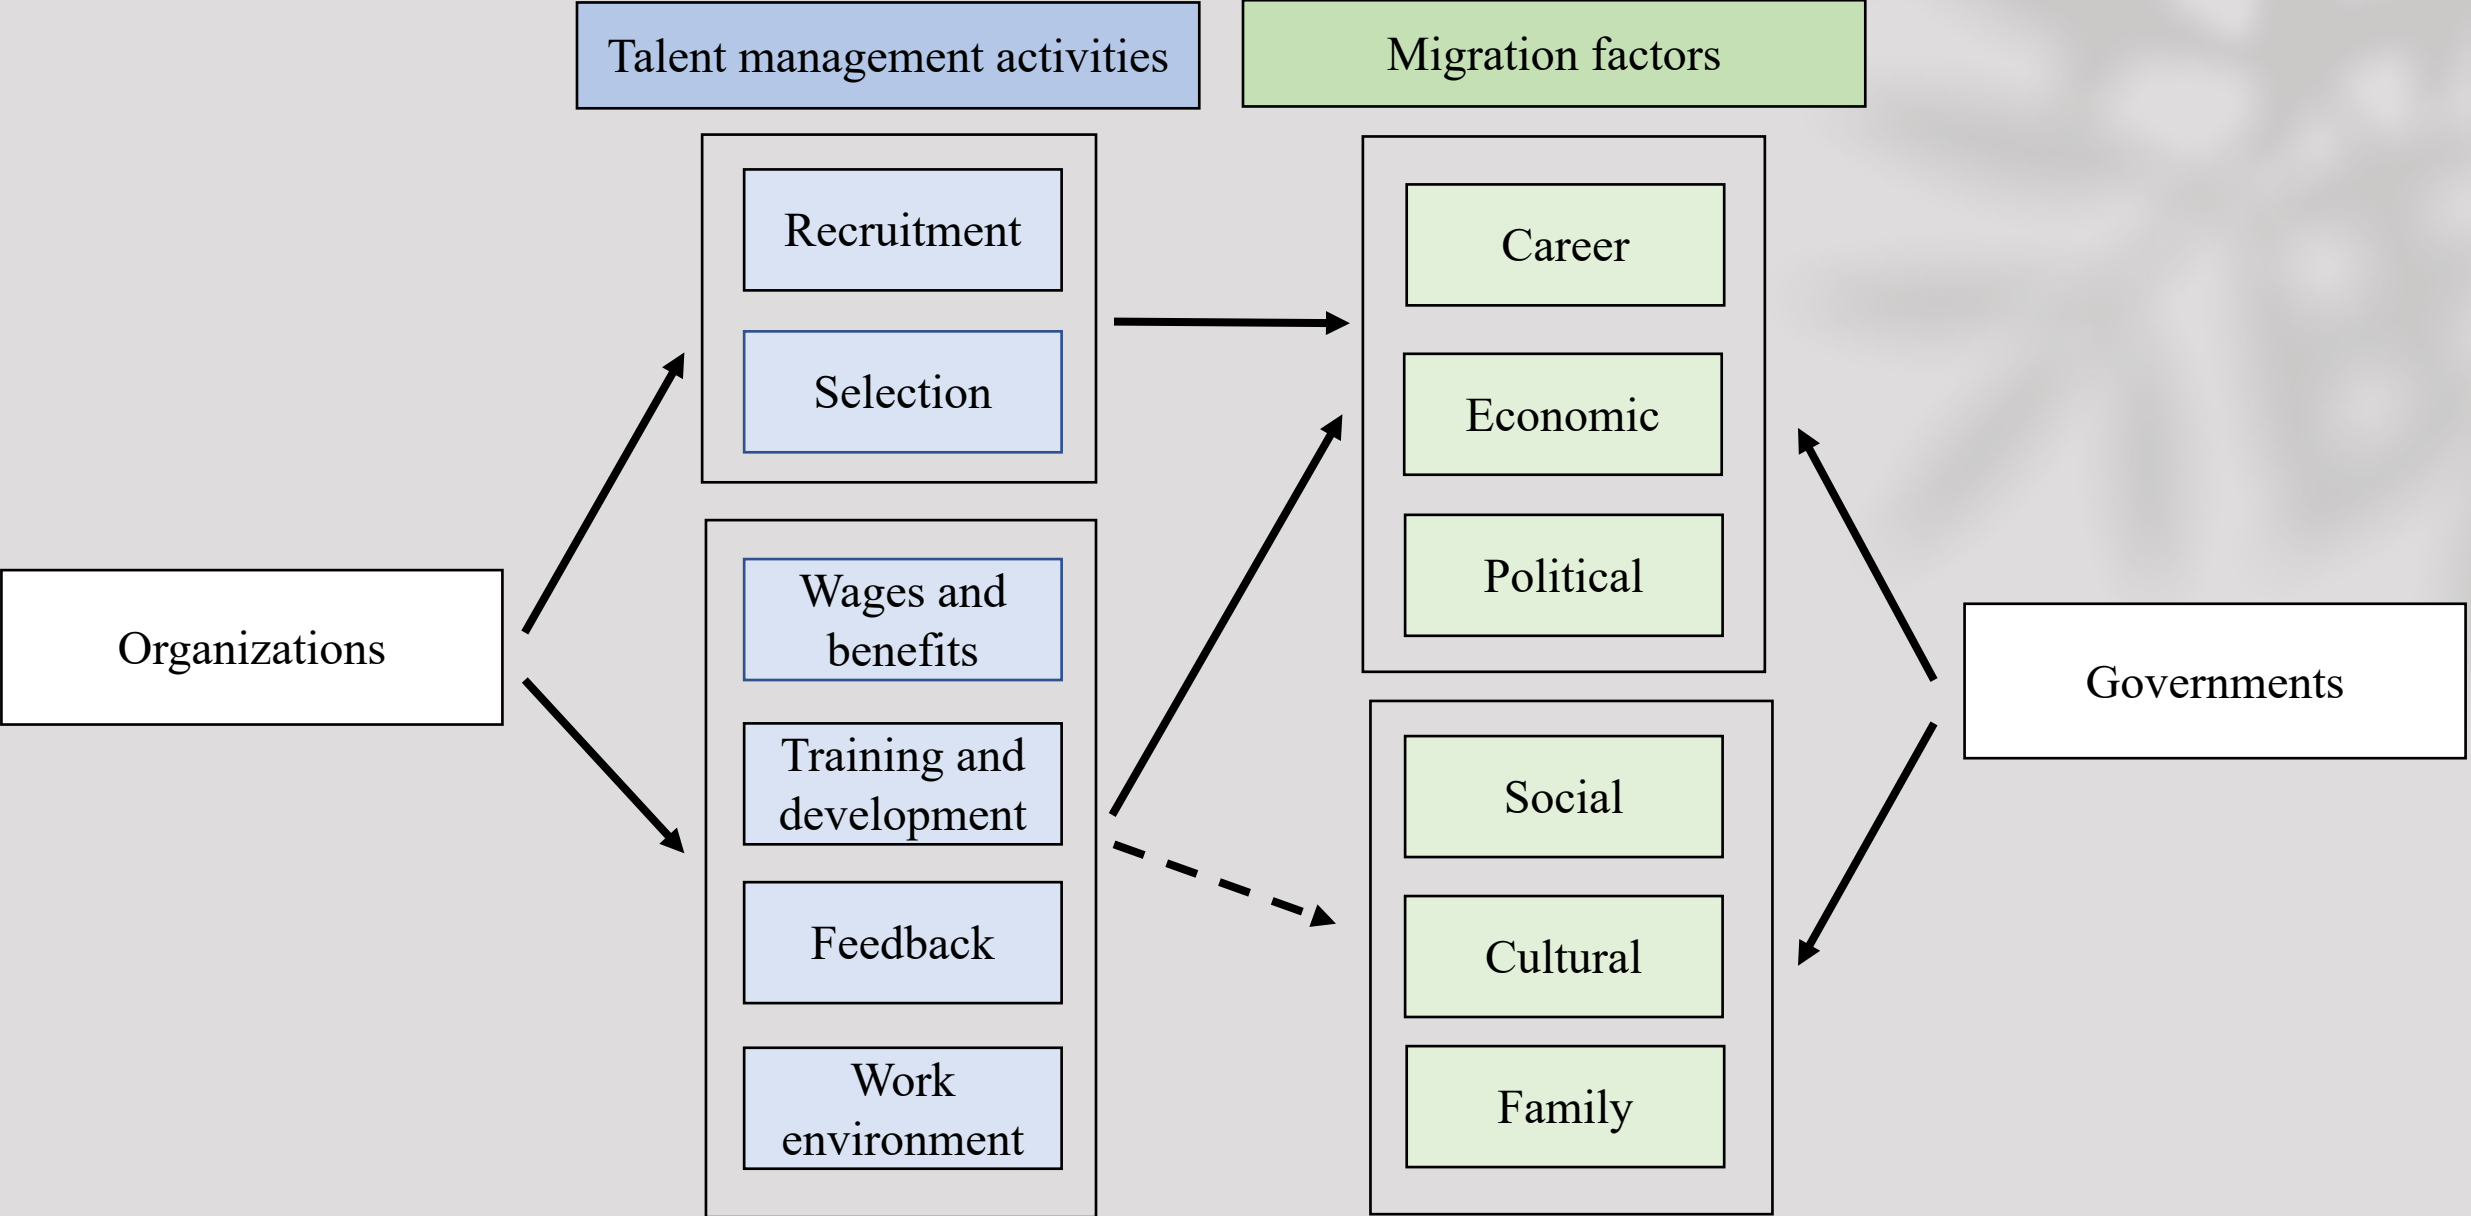 Talent management activities
Migration factors
Recruitment
Selection
Wages and
benefits
Training and
development
Feedback
Work
environment
Career
Economic
Political
Social
Cultural
Family
Organizations
Governments